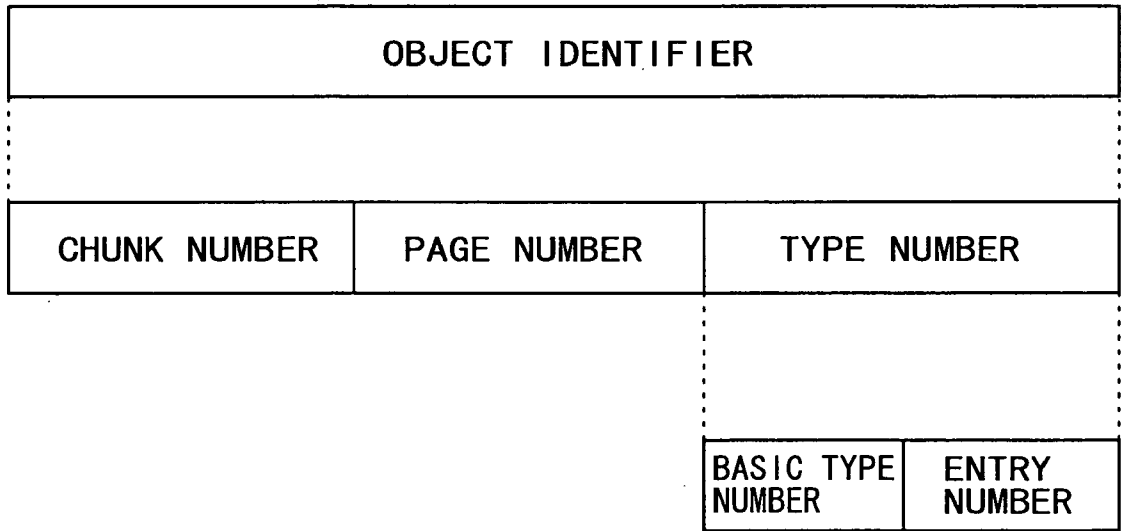 OBJECT IDENTIFIER
CHUNK NUMBER
PAGE NUMBER
TYPE NUMBER
BASIC TYPE
NUMBER
ENTRY
NUMBER